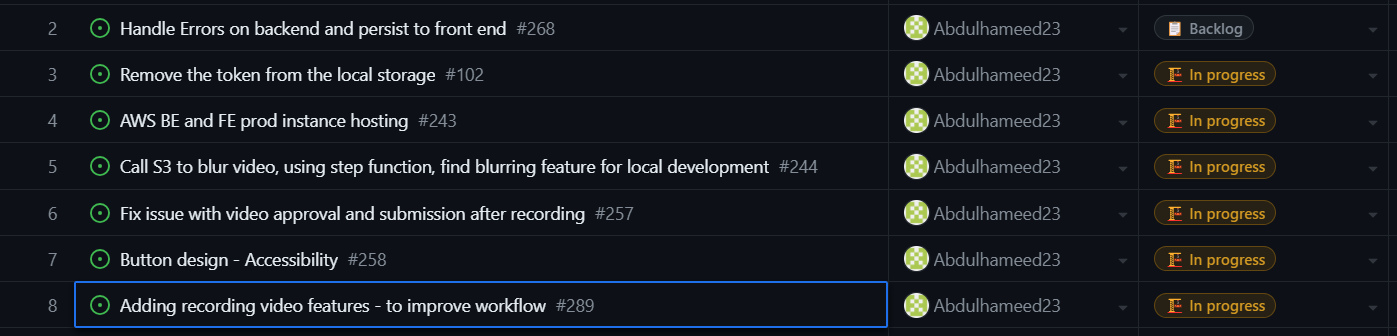 2 Handle Errors on backend and persist to front end #268 Abdulhameed23 Backlog
3 Remove the token from the local storage #102 Abdulhameed23 In progress
4 AWS BE and FE prod instance hosting #243 Abdulhameed23 In progress
5 Call S3 to blur video, using step function, find blurring feature for local development #244 Abdulhameed23 In progress
6 Fix issue with video approval and submission after recording #257 Abdulhameed23 In progress
7 Button design - Accessibility #258 Abdulhameed23 In progress
8 Adding recording video features - to improve workflow #289 Abdulhameed23 In progress